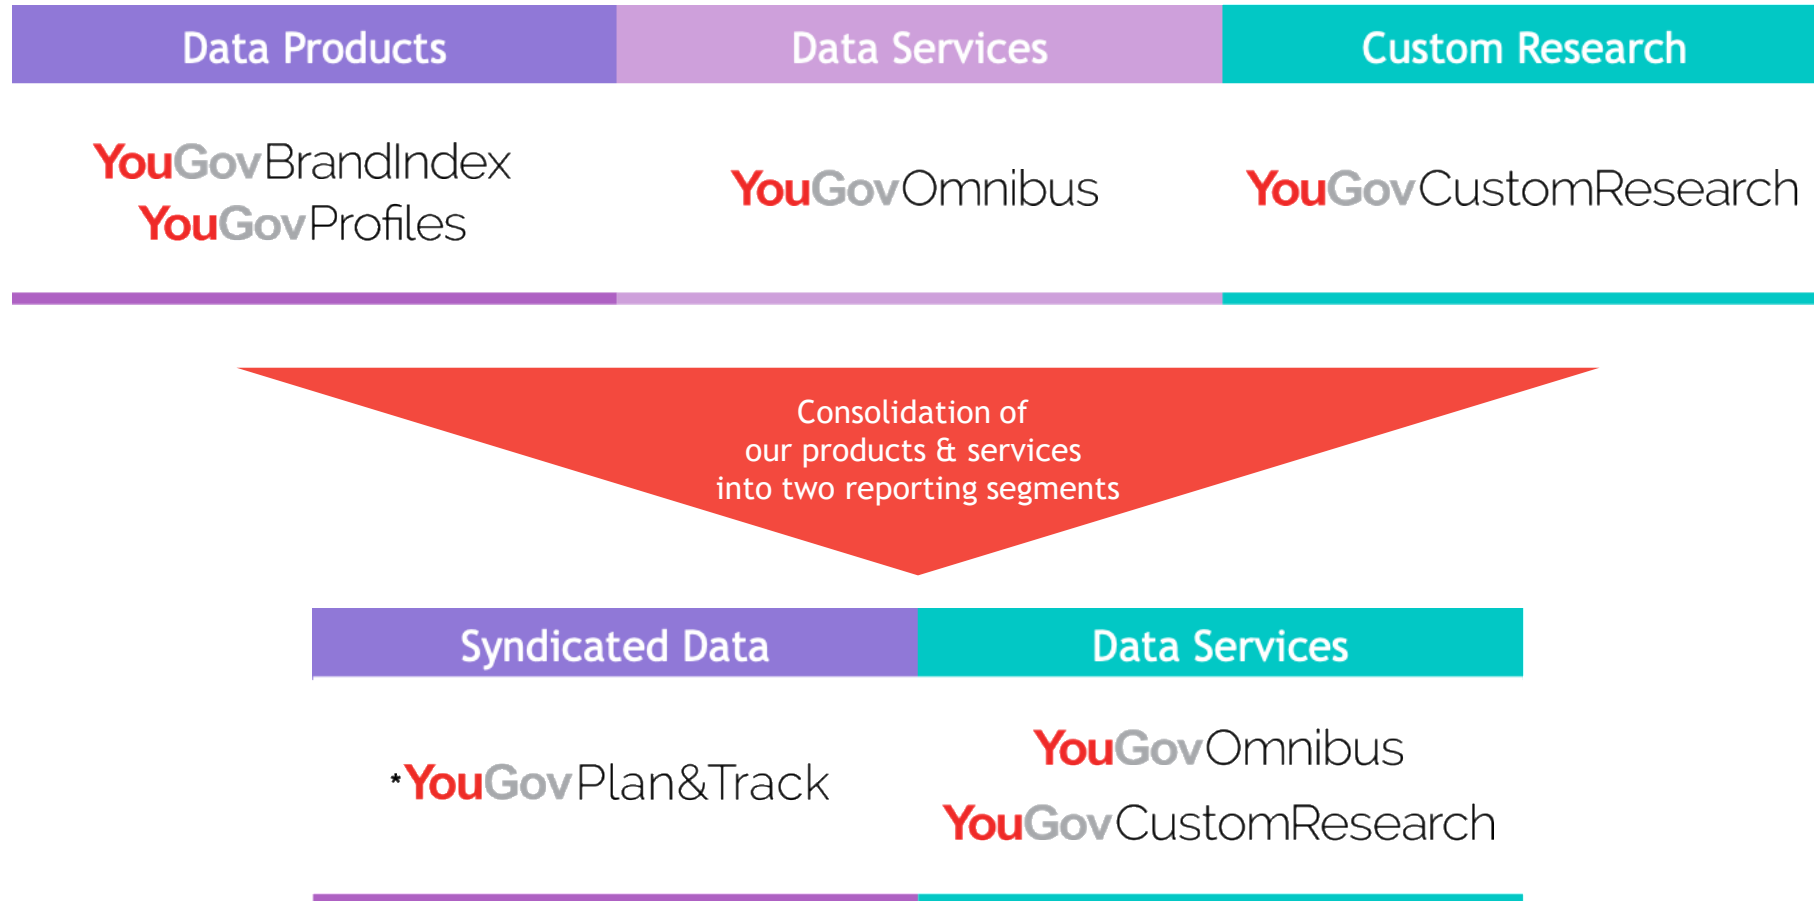 Data Products
Data Services
Custom Research
YouGovBrandIndex
YouGovProfiles
YouGovOmnibus
YouGovCustomResearch
Consolidation of
our products & services
into two reporting segments
Syndicated Data
Data Services
*YouGovPlan&Track
YouGovOmnibus
YouGovCustomResearch